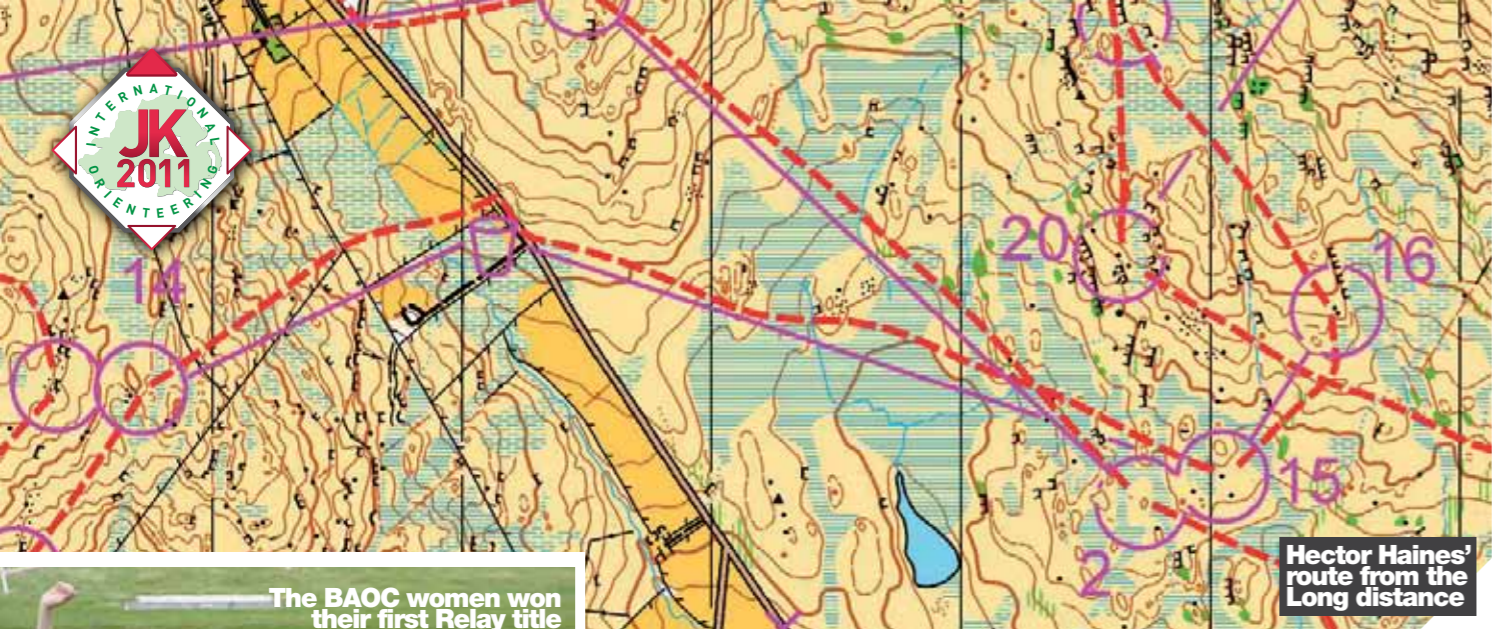 INTERNATIONAL
JK
2011
ORIENTEERING
14
20
16
15
2
Hector Haines'
route from the
Long distance
The BAOC women won
their first Relay title